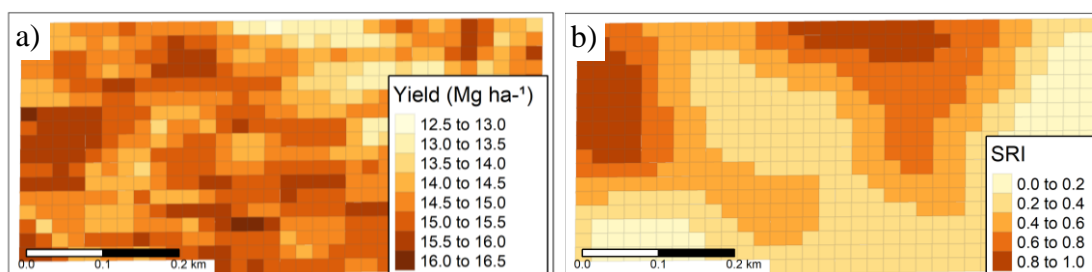 a)
Yield (Mg ha-¹)
12.5 to 13.0
13.0 to 13.5
13.5 to 14.0
14.0 to 14.5
14.5 to 15.0
15.0 to 15.5
15.5 to 16.0
16.0 to 16.5
0.0 0.1 0.2 km
b)
SRI
0.0 to 0.2
0.2 to 0.4
0.4 to 0.6
0.6 to 0.8
0.8 to 1.0
0.0 0.1 0.2 km